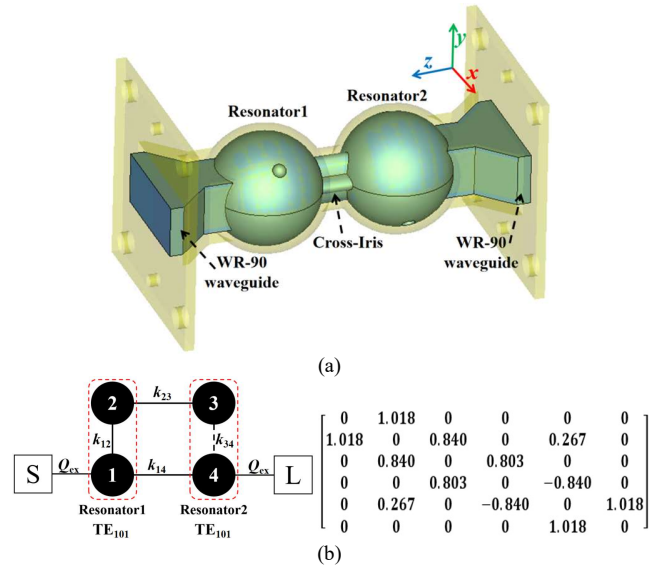 y
z
x
Resonator1
Resonator2
Cross-Iris
WR-90
waveguide
WR-90
waveguide
(a)
2 k23 3
k12 k34
S Qex 1 k14 4 Qex L
Resonator1 Resonator2
TE101 TE101
0 1.018 0 0 0 0
1.018 0 0.840 0 0.267 0
0 0.840 0 0.803 0 0
0 0 0.803 0 −0.840 0
0 0.267 0 −0.840 0 1.018
0 0 0 0 1.018 0
(b)